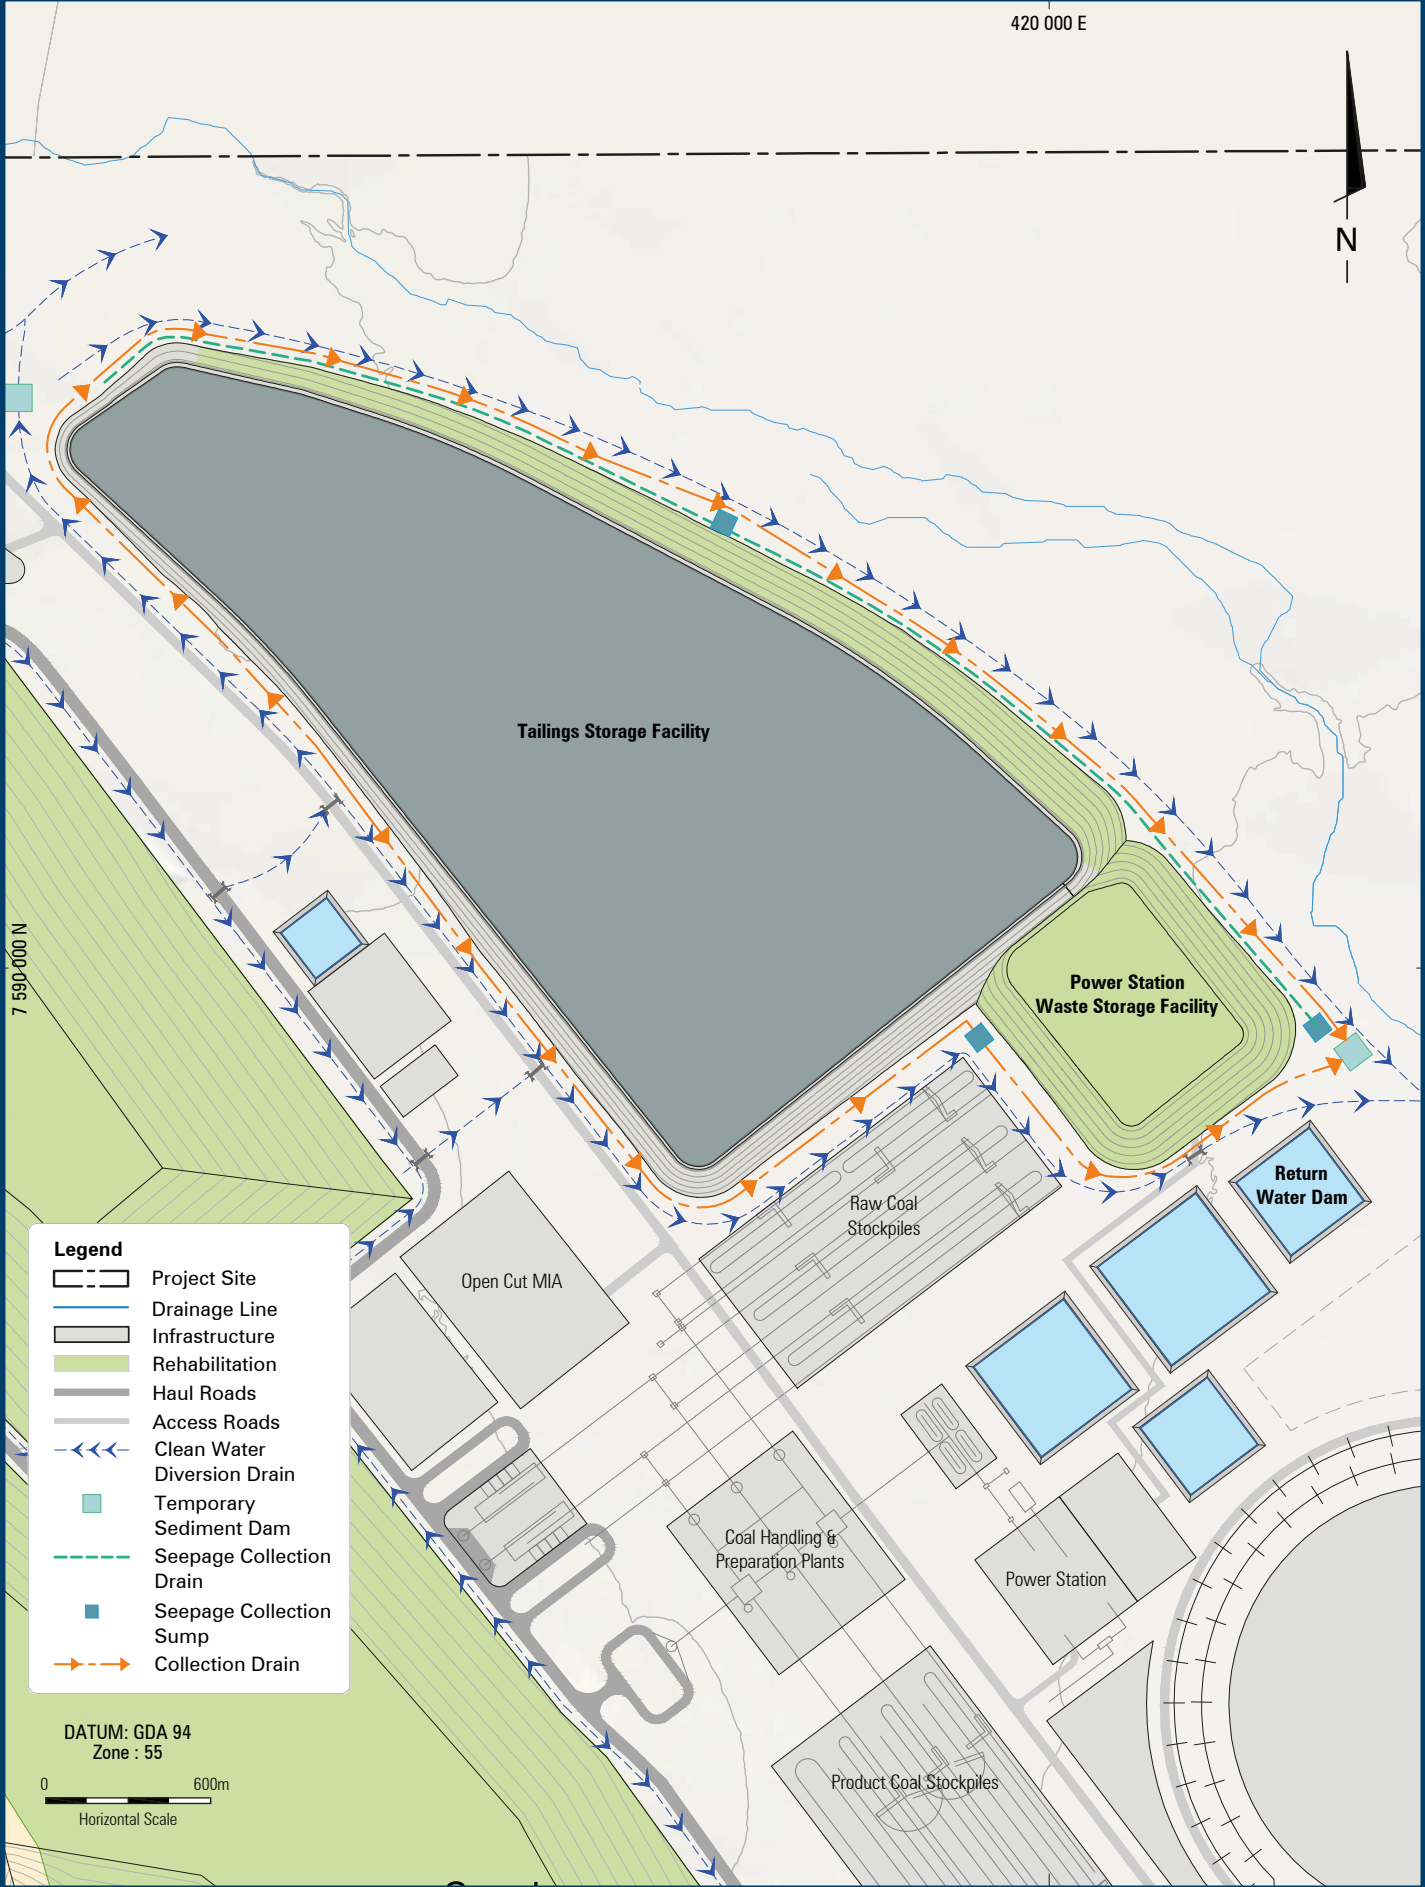 420 000 E
N
Tailings Storage Facility
7 590 000 N
Power Station
Waste Storage Facility
Return
Water Dam
Raw Coal
Stockpiles
Open Cut MIA
Coal Handling &
Preparation Plants
Power Station
Product Coal Stockpiles
Legend
Project Site
Drainage Line
Infrastructure
Rehabilitation
Haul Roads
Access Roads
Clean Water
Diversion Drain
Temporary
Sediment Dam
Seepage Collection
Drain
Seepage Collection
Sump
Collection Drain
DATUM: GDA 94
Zone : 55
0 600m
Horizontal Scale